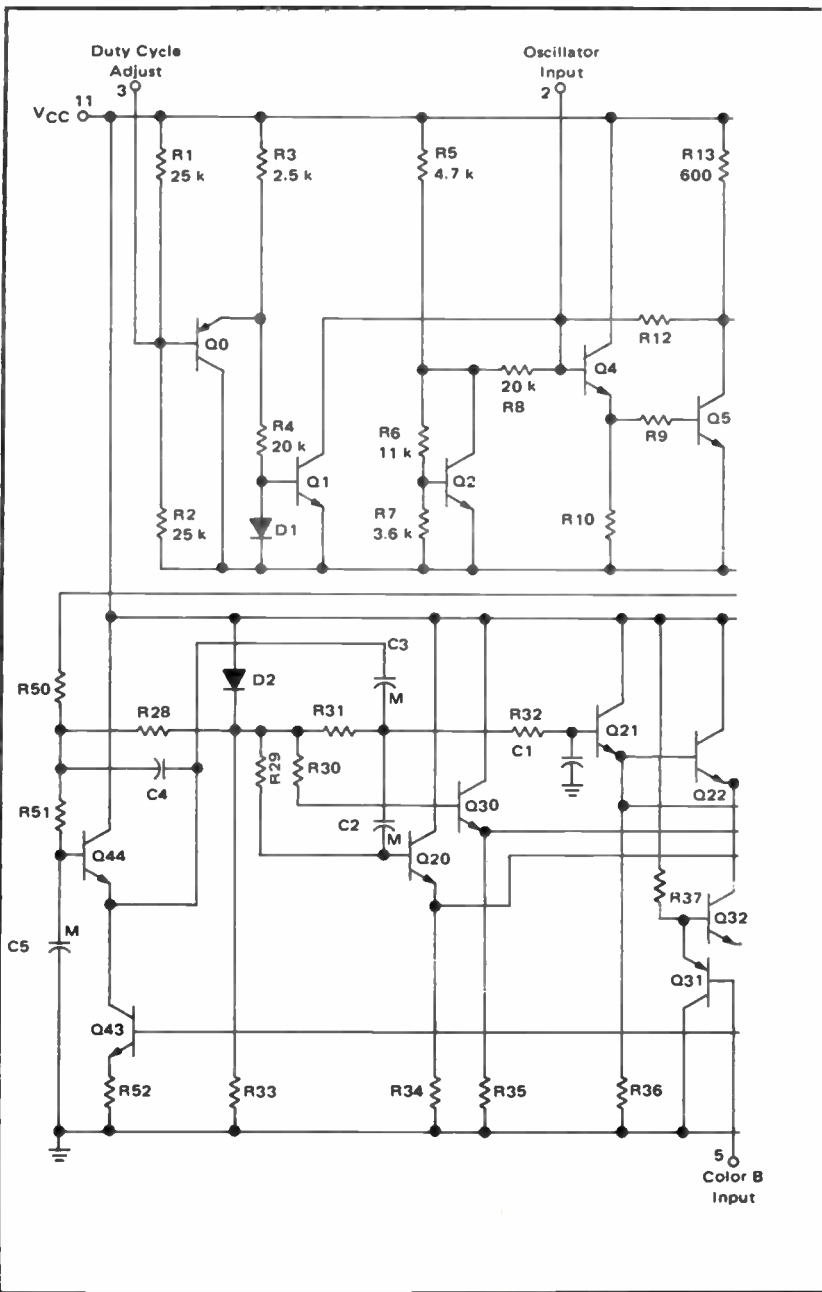 Duty Cycle
Adjust
3
Oscillator
Input
2
11
VCC
R1
25 k
R3
2.5 k
R5
4.7 k
R13
600
Q0
R12
Q4
20 k
R8
R4
20 k
R6
11 k
R9
Q5
Q1
Q2
R2
25 k
D1
R7
3.6 k
R10
C3
D2
M
R50
R28
R31
R32
Q21
C1
R29
R30
C4
Q30
Q22
R51
C2
M
Q44
Q20
R37
Q32
M
C5
Q31
Q43
R52
R33
R34
R35
R36
5
Color B
Input